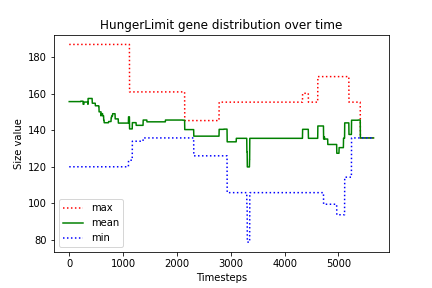 HungerLimit gene distribution over time
Size value
180
160
140
120
100
80
max
mean
min
0
1000
2000
3000
4000
5000
Timesteps